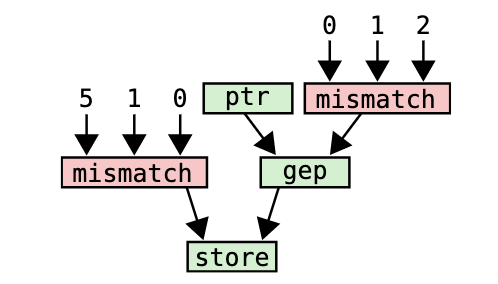 0 1 2
5 1 0
ptr
mismatch
mismatch
gep
store